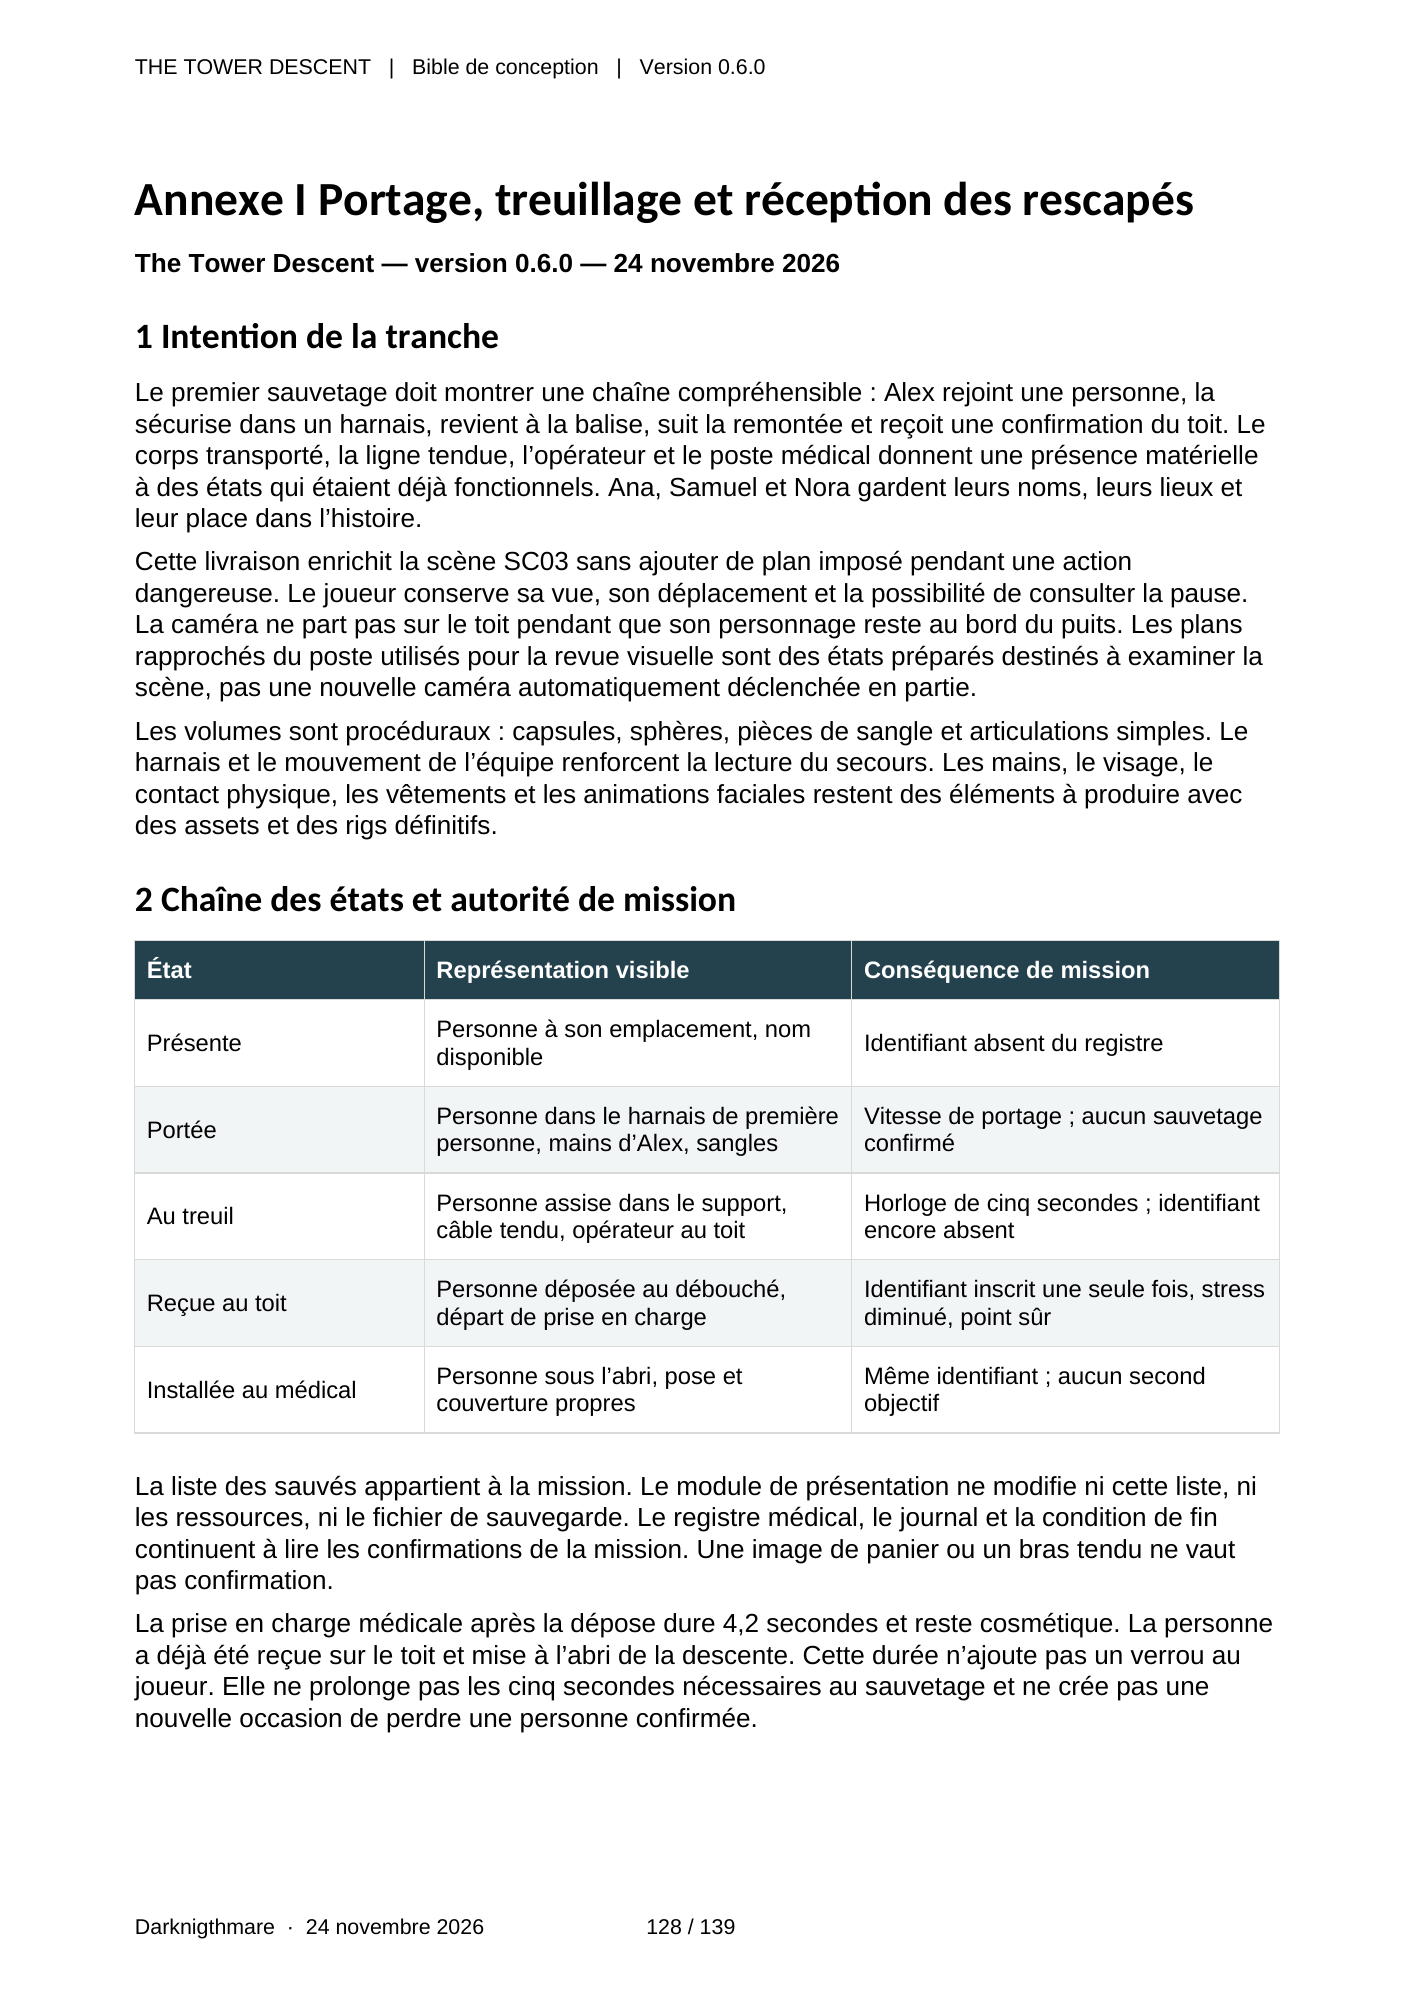 THE TOWER DESCENT | Bible de conception | Version 0.6.0
Annexe I Portage, treuillage et réception des rescapés
The Tower Descent — version 0.6.0 — 24 novembre 2026
1 Intention de la tranche
Le premier sauvetage doit montrer une chaîne compréhensible : Alex rejoint une personne, la
sécurise dans un harnais, revient à la balise, suit la remontée et reçoit une confirmation du toit. Le
corps transporté, la ligne tendue, l’opérateur et le poste médical donnent une présence matérielle
à des états qui étaient déjà fonctionnels. Ana, Samuel et Nora gardent leurs noms, leurs lieux et
leur place dans l’histoire.
Cette livraison enrichit la scène SC03 sans ajouter de plan imposé pendant une action
dangereuse. Le joueur conserve sa vue, son déplacement et la possibilité de consulter la pause.
La caméra ne part pas sur le toit pendant que son personnage reste au bord du puits. Les plans
rapprochés du poste utilisés pour la revue visuelle sont des états préparés destinés à examiner la
scène, pas une nouvelle caméra automatiquement déclenchée en partie.
Les volumes sont procéduraux : capsules, sphères, pièces de sangle et articulations simples. Le
harnais et le mouvement de l’équipe renforcent la lecture du secours. Les mains, le visage, le
contact physique, les vêtements et les animations faciales restent des éléments à produire avec
des assets et des rigs définitifs.
2 Chaîne des états et autorité de mission
État
Représentation visible
Conséquence de mission
Présente
Personne à son emplacement, nom
disponible
Identifiant absent du registre
Portée
Personne dans le harnais de première
personne, mains d’Alex, sangles
Vitesse de portage ; aucun sauvetage
confirmé
Au treuil
Personne assise dans le support,
câble tendu, opérateur au toit
Horloge de cinq secondes ; identifiant
encore absent
Reçue au toit
Personne déposée au débouché,
départ de prise en charge
Identifiant inscrit une seule fois, stress
diminué, point sûr
Installée au médical
Personne sous l’abri, pose et
couverture propres
Même identifiant ; aucun second
objectif
La liste des sauvés appartient à la mission. Le module de présentation ne modifie ni cette liste, ni
les ressources, ni le fichier de sauvegarde. Le registre médical, le journal et la condition de fin
continuent à lire les confirmations de la mission. Une image de panier ou un bras tendu ne vaut
pas confirmation.
La prise en charge médicale après la dépose dure 4,2 secondes et reste cosmétique. La personne
a déjà été reçue sur le toit et mise à l’abri de la descente. Cette durée n’ajoute pas un verrou au
joueur. Elle ne prolonge pas les cinq secondes nécessaires au sauvetage et ne crée pas une
nouvelle occasion de perdre une personne confirmée.
Darknigthmare · 24 novembre 2026 128 / 139